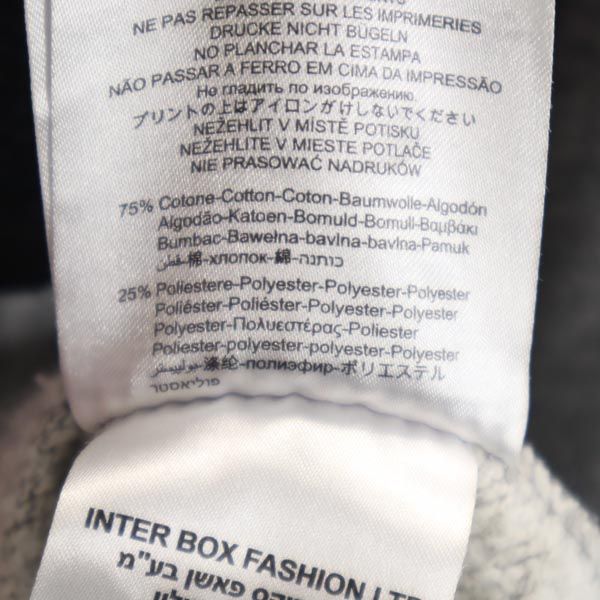 NE PAS REPASSER SUR LES IMPRIMERIES
DRUCKE NICHT BÜGELN
NO PLANCHAR LA ESTAMPA
NÃO PASSAR A FERRO EM CIMA DA IMPRESSÃO
Не гладить по изображению.
プリントの上はアイロンがけしないでください
NEŽEHLIT V MÍSTĚ POTISKU
NEŽEHLITE V MIESTE POTLAČE
NIE PRASOWAĆ NADRUKÓW
75% Cotone-Cotton-Coton-Baumwolle-Algodón
Algodão-Katoen-Bomuld-Bomull-Βαμβάκι
Bumbac-Bawełna-bavlna-bavlna-Pamuk
قطن-棉-хлопок-綿-כותנה
25% Poliestere-Polyester-Polyester-Polyester
Poliéster-Poliéster-Polyester-Polyester
Polyester-Πολυεστέρας-Polyester
Poliester-polyester-polyester-Polyester
-涤纶-полиэфир-ポリエステル
פוליאסטר
INTER BOX FASHION LTD
פאשן בע"מ